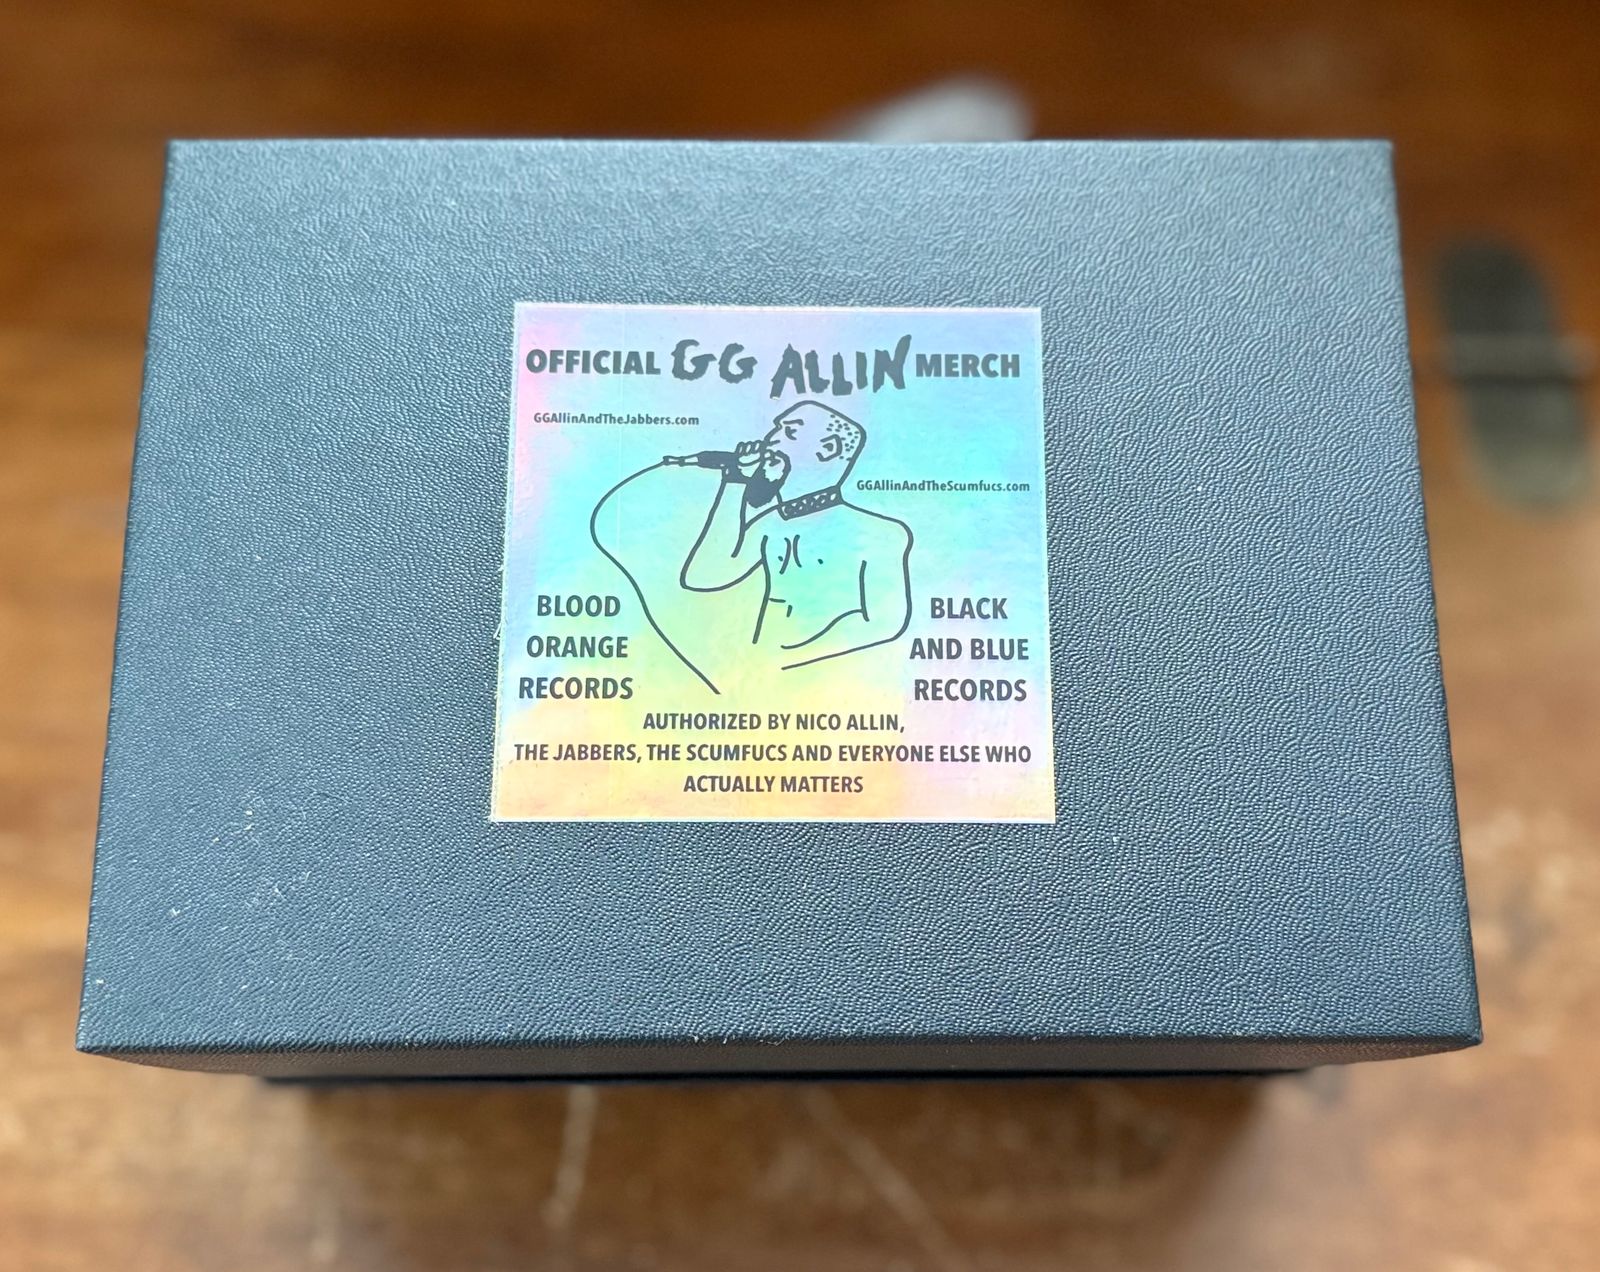 OFFICIAL GG ALLIN MERCH
GGAllinAndTheJabbers.com
GGAllinAndTheScumfucs.com
BLOOD
ORANGE
RECORDS
BLACK
AND BLUE
RECORDS
AUTHORIZED BY NICO ALLIN,
THE JABBERS, THE SCUMFUCS AND EVERYONE ELSE WHO
ACTUALLY MATTERS